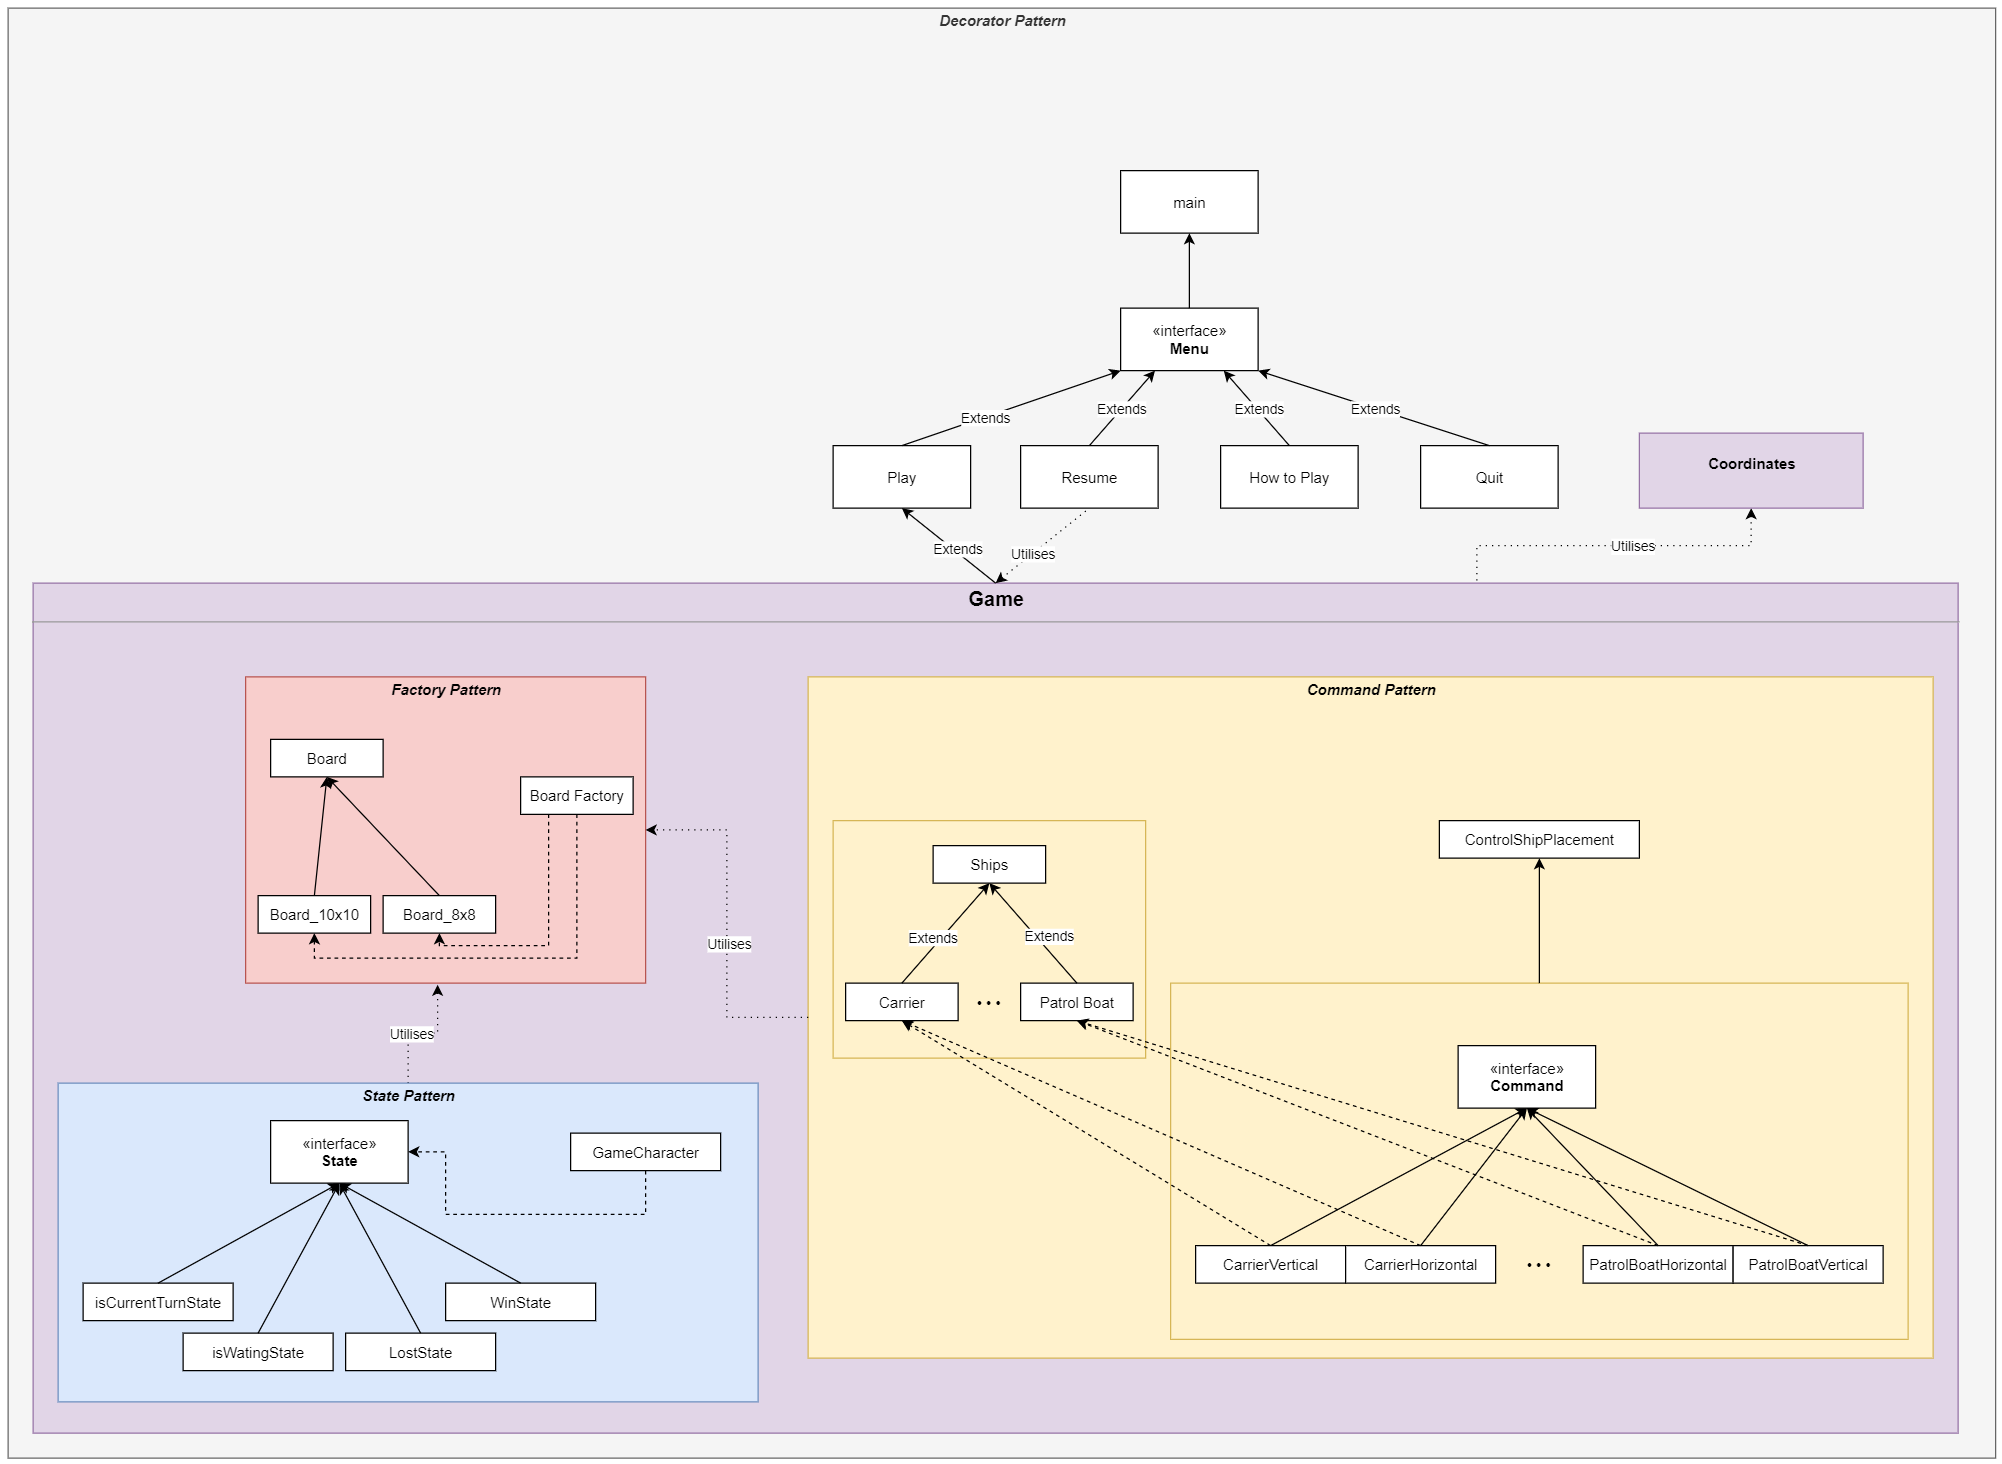 Decorator Pattern
main
«interface»
Menu
Extends
Extends
Extends
Extends
Play
Resume
How to Play
Quit
Coordinates
Extends
Utilises
Utilises
Game
Factory Pattern
Board
Board Factory
Board_10x10
Board_8x8
Utilises
Utilises
Command Pattern
Ships
Extends
Extends
Carrier
...
Patrol Boat
ControlShipPlacement
«interface»
Command
CarrierVertical
CarrierHorizontal
...
PatrolBoatHorizontal
PatrolBoatVertical
State Pattern
«interface»
State
GameCharacter
isCurrentTurnState
WinState
isWatingState
LostState